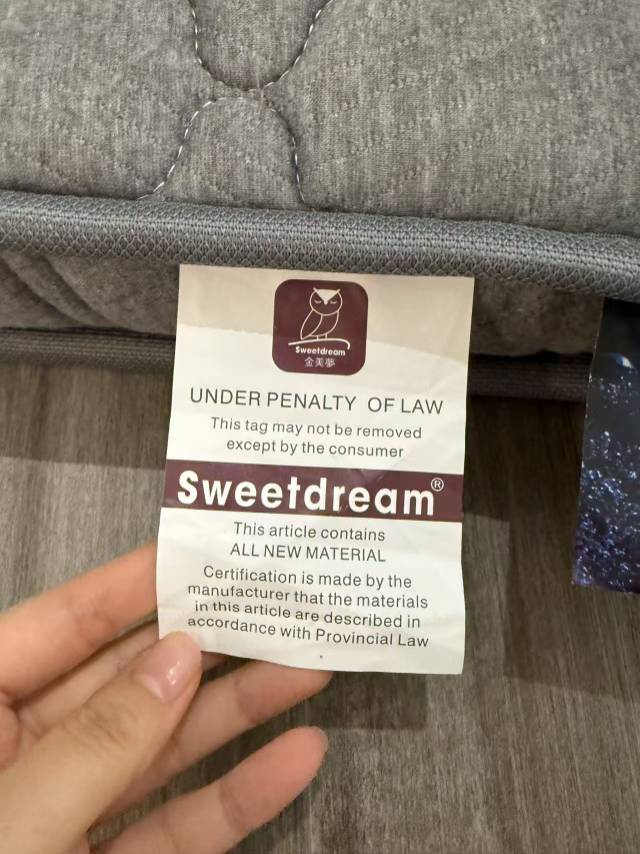 Sweetdream
金美夢
UNDER PENALTY OF LAW
This tag may not be removed
except by the consumer
Sweetdream®
This article contains
ALL NEW MATERIAL
Certification is made by the
manufacturer that the materials
in this article are described in
accordance with Provincial Law